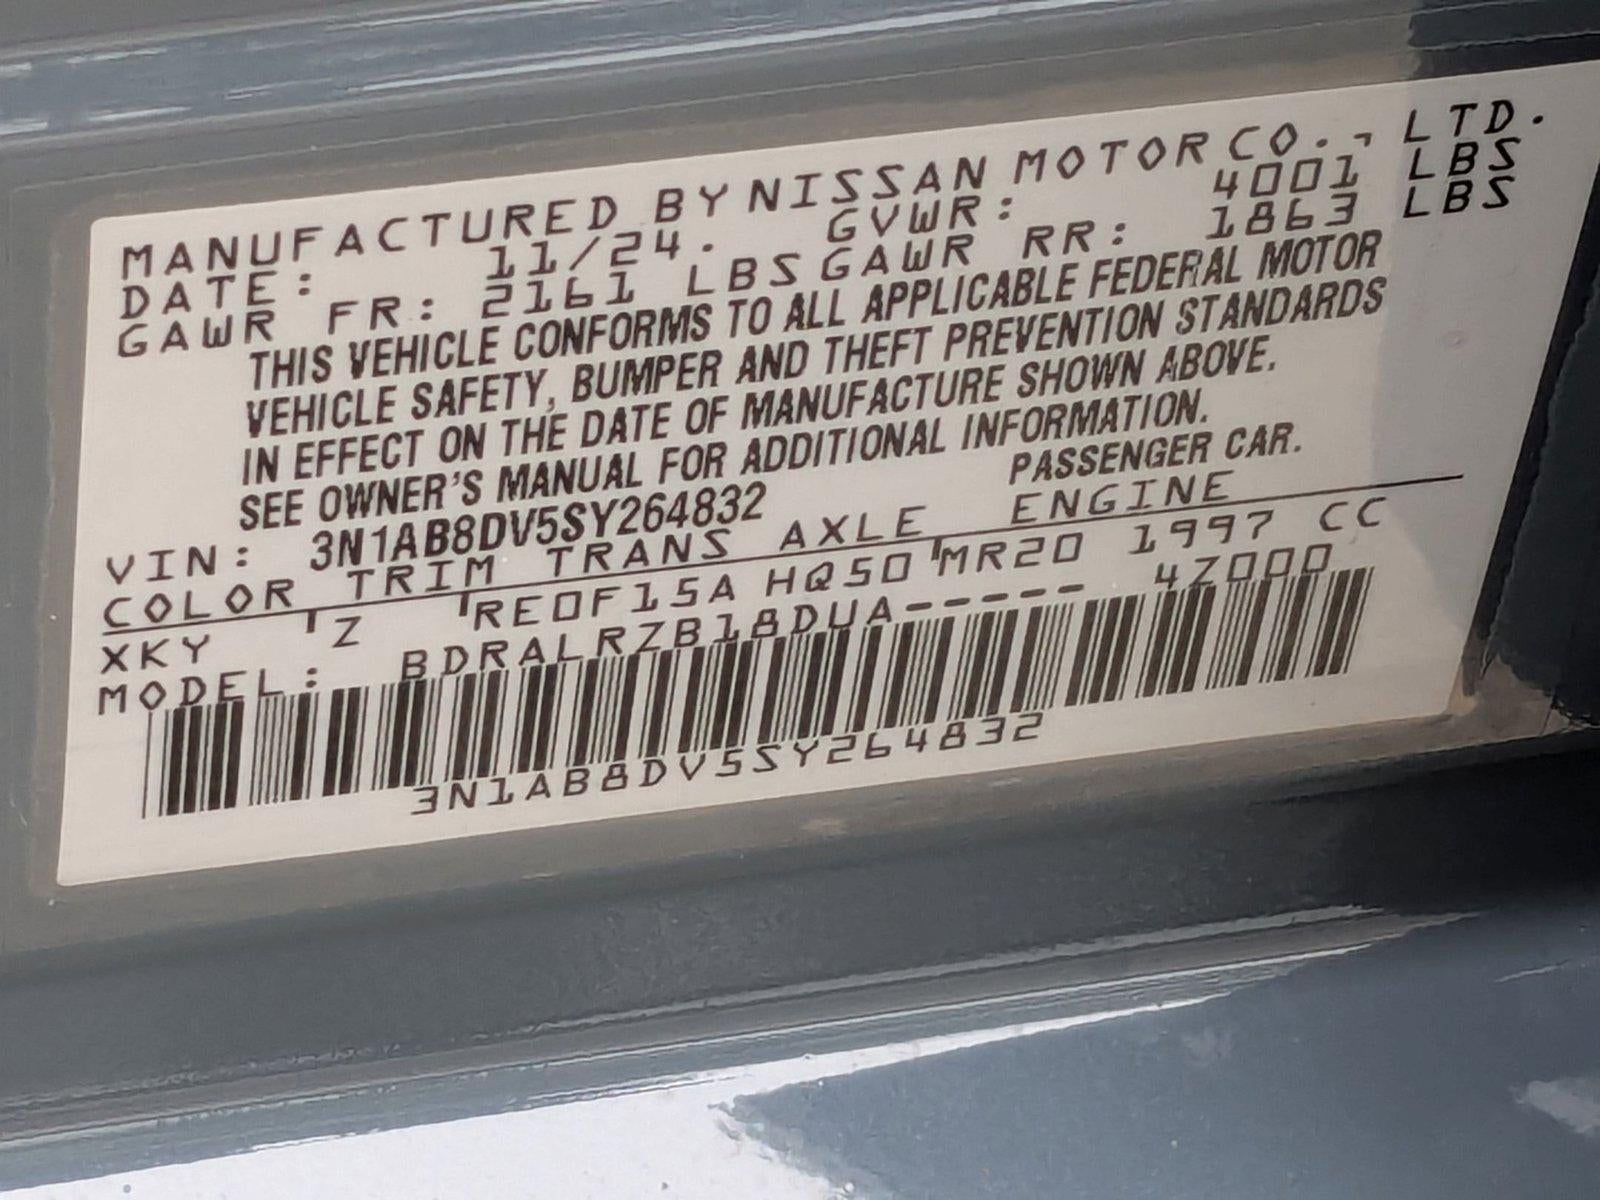 MANUFACTURED BY NISSAN MOTOR CO., LTD.
DATE: 11/24. GVWR: 4001 LBS
GAWR FR: 2161 LBS GAWR RR: 1863 LBS
THIS VEHICLE CONFORMS TO ALL APPLICABLE FEDERAL MOTOR
VEHICLE SAFETY, BUMPER AND THEFT PREVENTION STANDARDS
IN EFFECT ON THE DATE OF MANUFACTURE SHOWN ABOVE.
SEE OWNER'S MANUAL FOR ADDITIONAL INFORMATION.
VIN: 3N1AB8DV5SY264832 PASSENGER CAR.
COLOR TRIM TRANS AXLE ENGINE
XKY Z RE0F15A HQ50 MR20 1997 CC
MODEL: BDRALRZB18DUA----- 4Z000
3N1AB8DV5SY264832